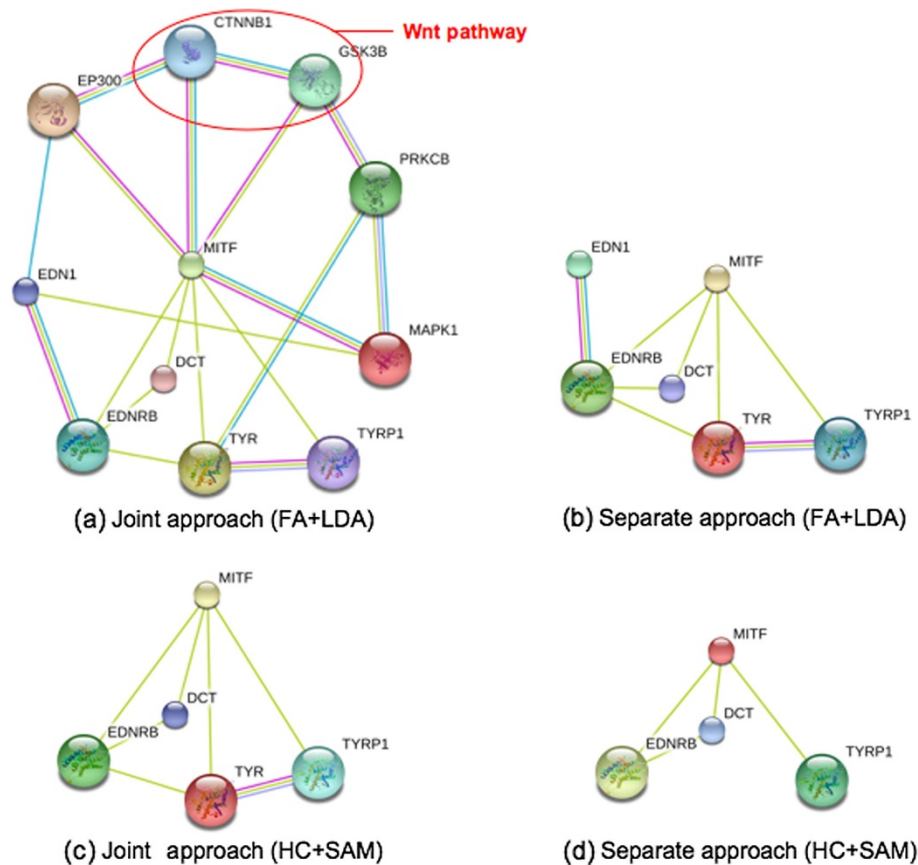 CTNNB1
Wnt pathway
GSK3B
EP300
PRKCB
MITF
EDN1
MAPK1
DCT
EDNRB
TYR
TYRP1
(a) Joint approach (FA+LDA)
EDN1
MITF
EDNRB
DCT
TYR
TYRP1
(b) Separate approach (FA+LDA)
MITF
DCT
EDNRB
TYRP1
TYR
(c) Joint approach (HC+SAM)
MITF
DCT
EDNRB
TYRP1
(d) Separate approach (HC+SAM)